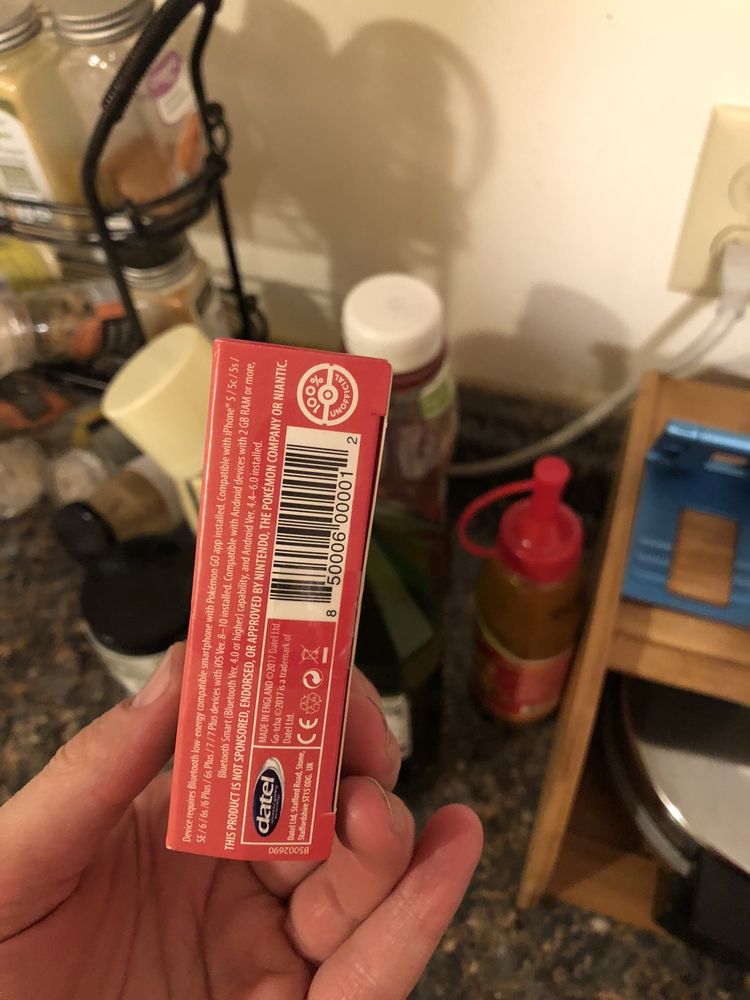 Device requires Bluetooth low-energy compatible smartphone with Pokémon GO app installed. Compatible with iPhone® 5 / 5c / 5s /
SE / 6 / 6s / 6 Plus / 6s Plus / 7 / 7 Plus devices with iOS Ver. 8–10 installed. Compatible with Android devices with 2 GB RAM or more,
Bluetooth Smart (Bluetooth Ver. 4.0 or higher) capability, and Android Ver. 4.4–6.0 installed.
THIS PRODUCT IS NOT SPONSORED, ENDORSED, OR APPROVED BY NINTENDO, THE POKÉMON COMPANY OR NIANTIC.
datel
Datel Ltd, Stafford Road, Stone,
Staffordshire ST15 0DG. UK
MADE IN ENGLAND ©2017 Datel Ltd.
Go-tcha ©2017 is a trademark of
Datel Ltd.
CE
8 50006 00001 2
100%
UNOFFICIAL
BS002690